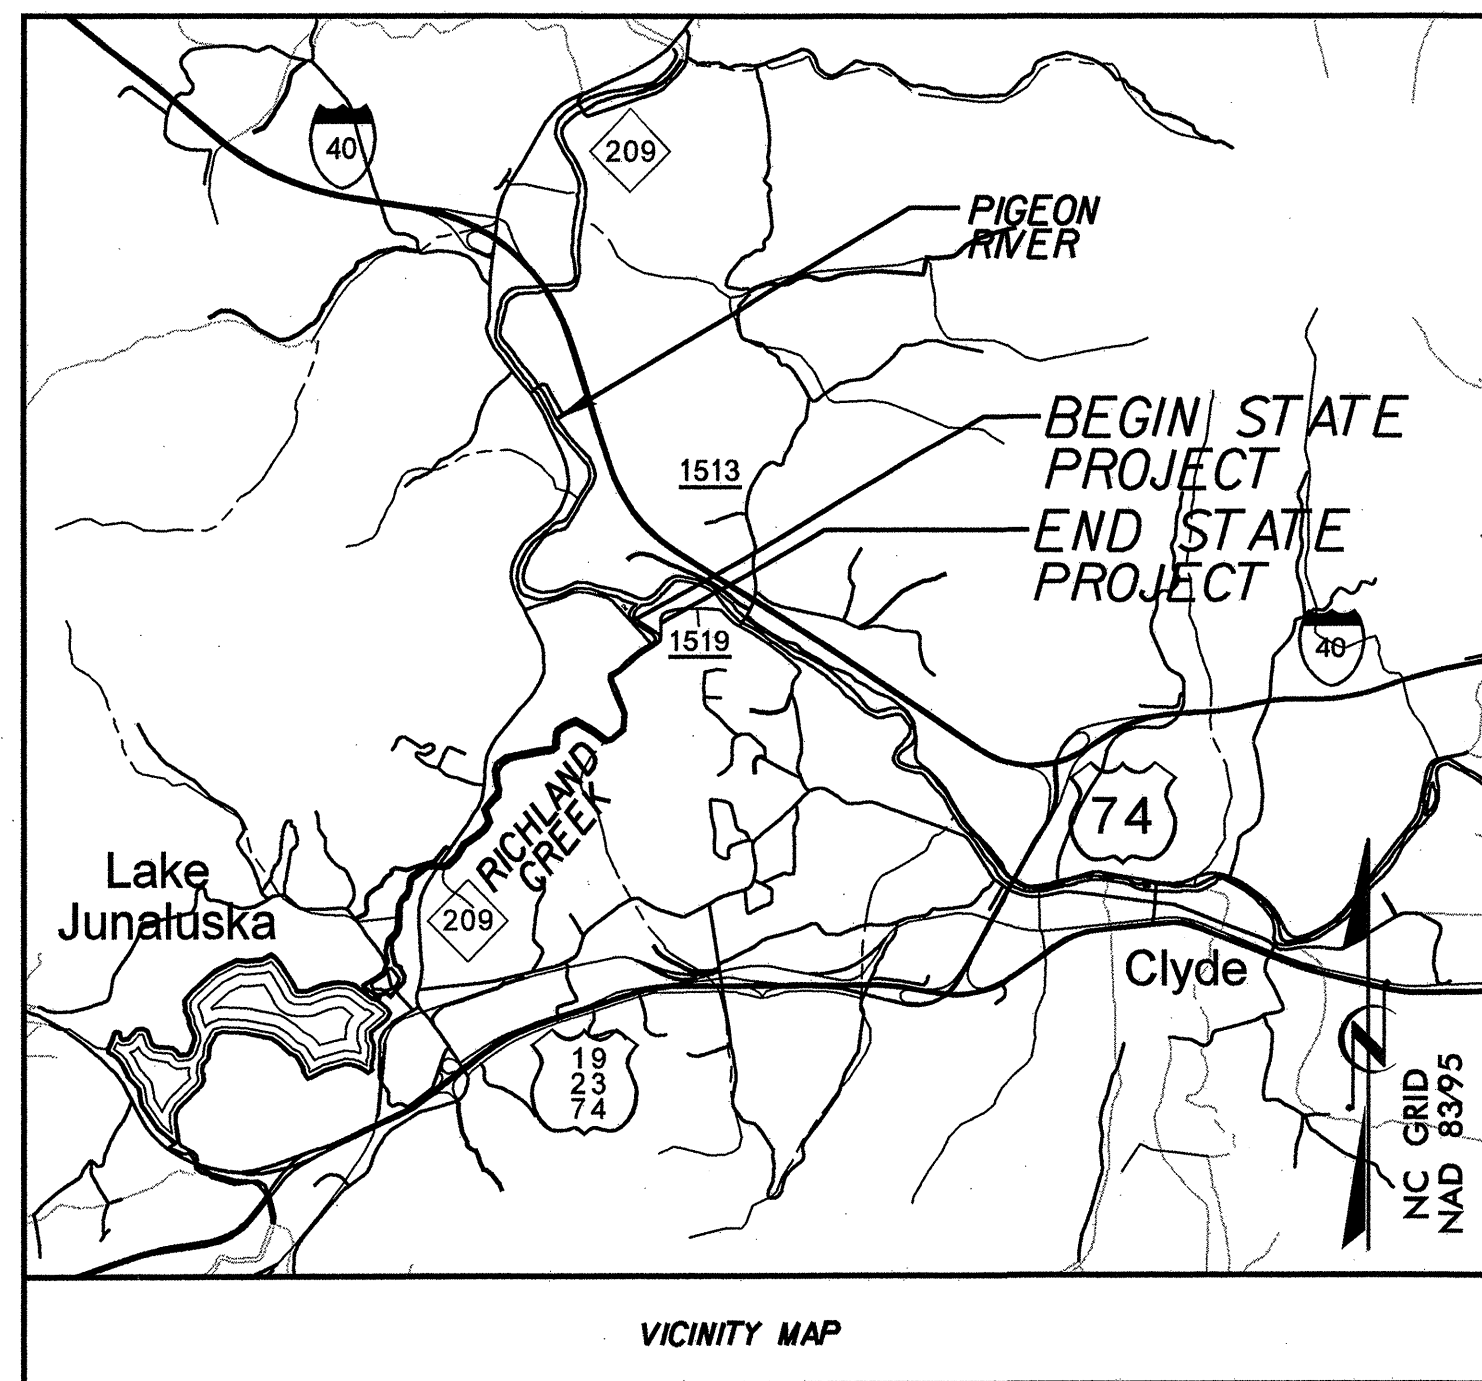 40
209
PIGEON
RIVER
BEGIN STATE
PROJECT
1513
END STATE
PROJECT
1519
40
RICHLAND
CREEK
74
Lake
Junaluska
209
Clyde
19
23
74
N
NC GRID
NAD 83/95
VICINITY MAP